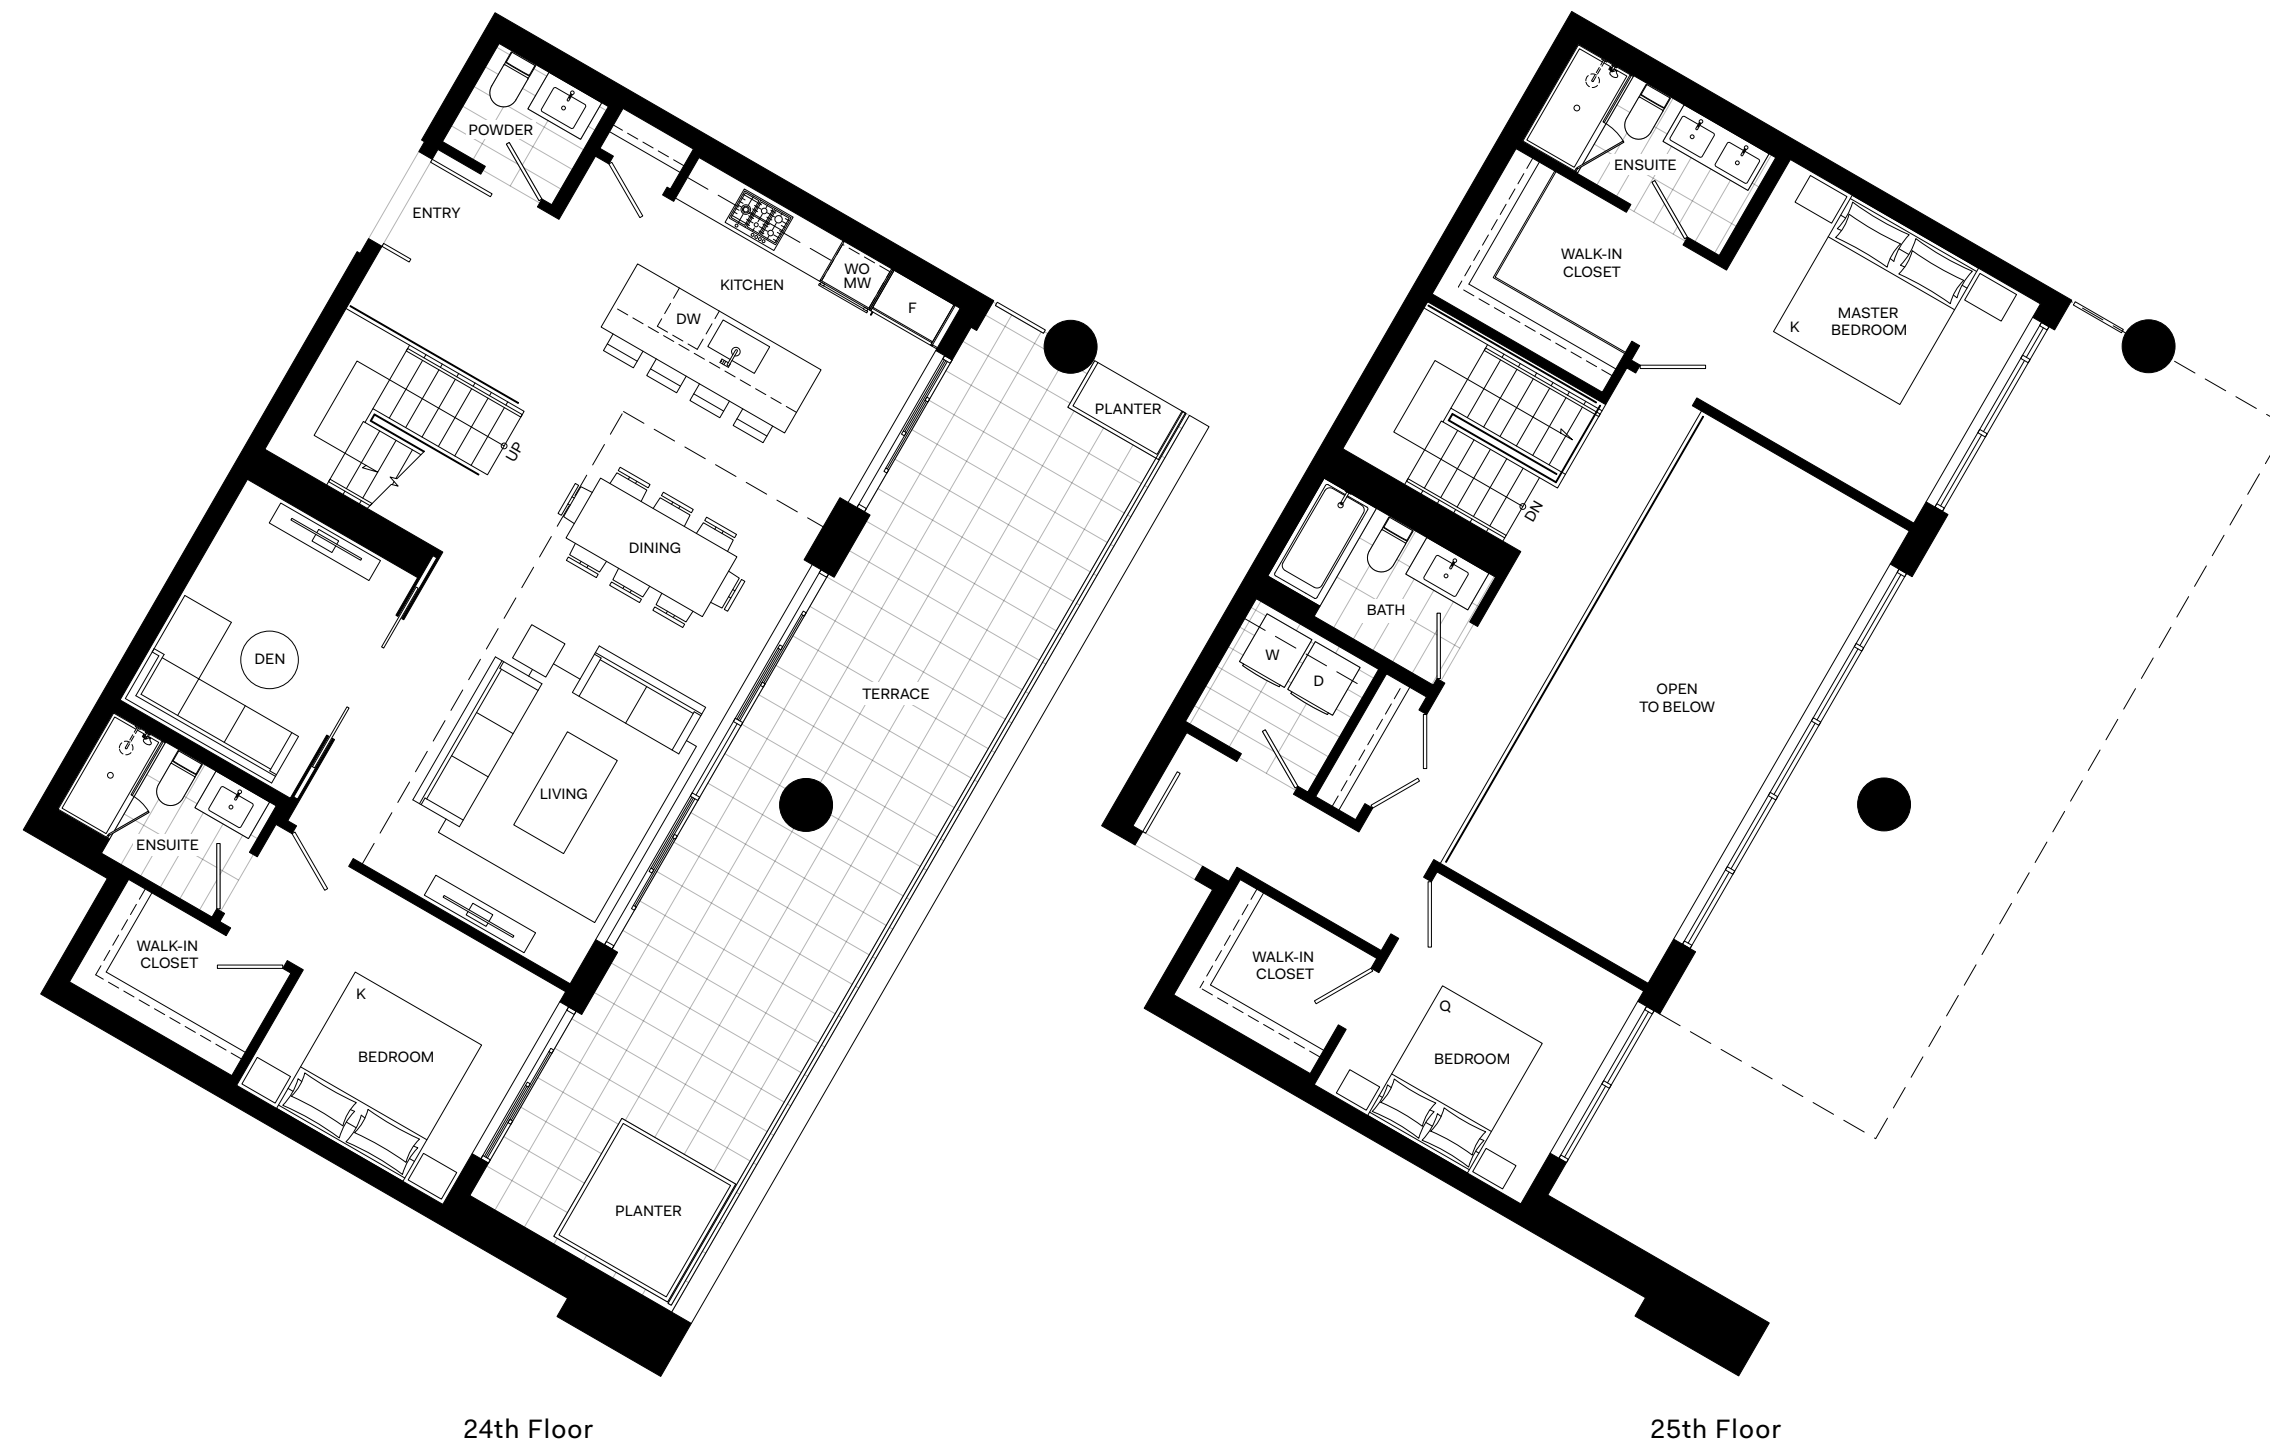 POWDER
ENTRY
KITCHEN
WO
MW
F
DW
UP
PLANTER
DINING
DEN
TERRACE
LIVING
ENSUITE
WALK-IN
CLOSET
K
BEDROOM
PLANTER
24th Floor
ENSUITE
WALK-IN
CLOSET
MASTER
BEDROOM
K
DN
BATH
W
D
OPEN
TO BELOW
WALK-IN
CLOSET
Q
BEDROOM
25th Floor